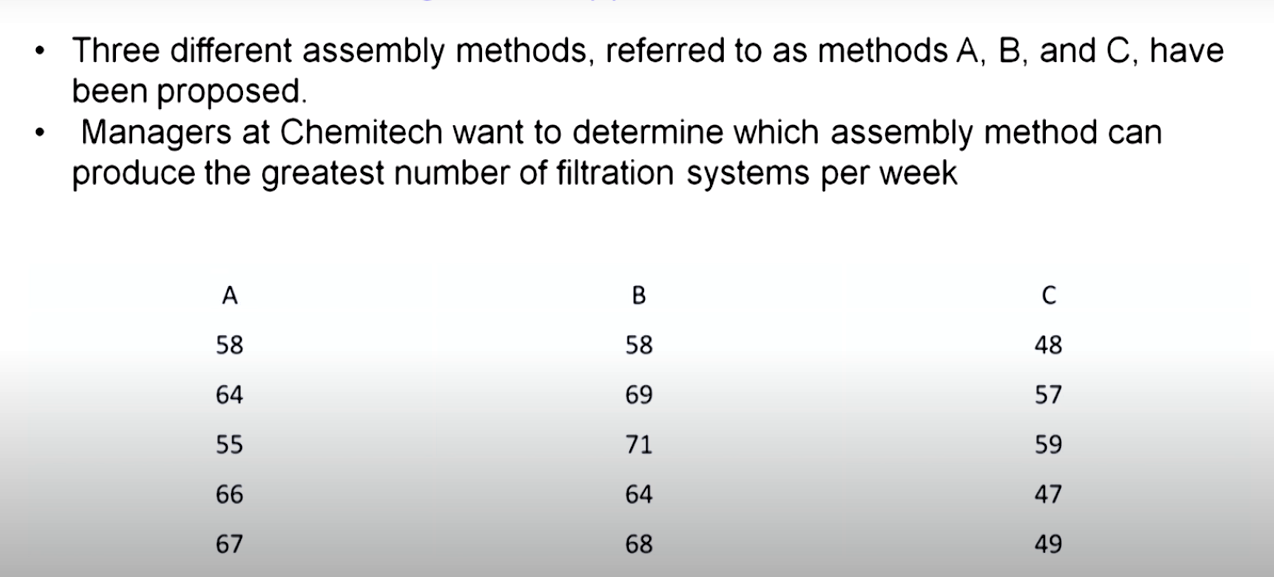 • Three different assembly methods, referred to as methods A, B, and C, have
been proposed.
• Managers at Chemitech want to determine which assembly method can
produce the greatest number of filtration systems per week
A B C
58 58 48
64 69 57
55 71 59
66 64 47
67 68 49